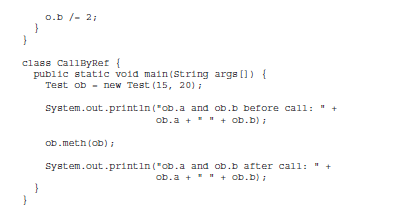 o.b /= 2;
}
}
class CallByRef {
public static void main(String args[]) {
Test ob = new Test(15, 20);
System.out.println("ob.a and ob.b before call: " +
ob.a + " " + ob.b);
ob.meth(ob);
System.out.println("ob.a and ob.b after call: " +
ob.a + " " + ob.b);
}
}